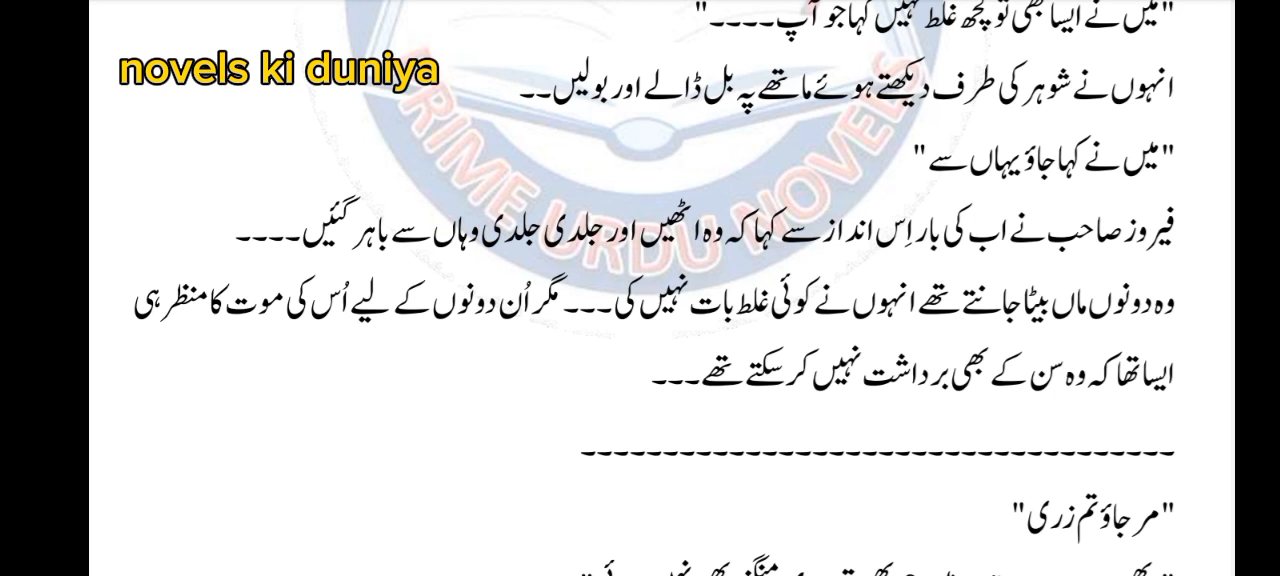 "میں نے ایسا بھی تو کچھ غلط نہیں کہا جو آپ۔۔۔۔"
novels ki duniya
انہوں نے شوہر کی طرف دیکھتے ہوئے ماتھے پہ بل ڈالے اور بولیں۔۔
"میں نے کہا جاؤ یہاں سے"
فیروز صاحب نے اب کی بار اِس انداز سے کہا کہ وہ اٹھیں اور جلدی جلدی وہاں سے باہر گئیں۔۔۔۔
وہ دونوں ماں بیٹا جانتے تھے انہوں نے کوئی غلط بات نہیں کی۔۔۔ مگر اُن دونوں کے لیے اُس کی موت کا منظر ہی
ایسا تھا کہ وہ سن کے بھی برداشت نہیں کر سکتے تھے۔۔۔
PRIME URDU NOVELS
۔۔۔۔۔۔۔۔۔۔۔۔۔۔۔۔۔۔۔۔۔۔۔۔۔۔۔۔۔۔۔۔۔۔۔
"مر جاؤ تم زری"